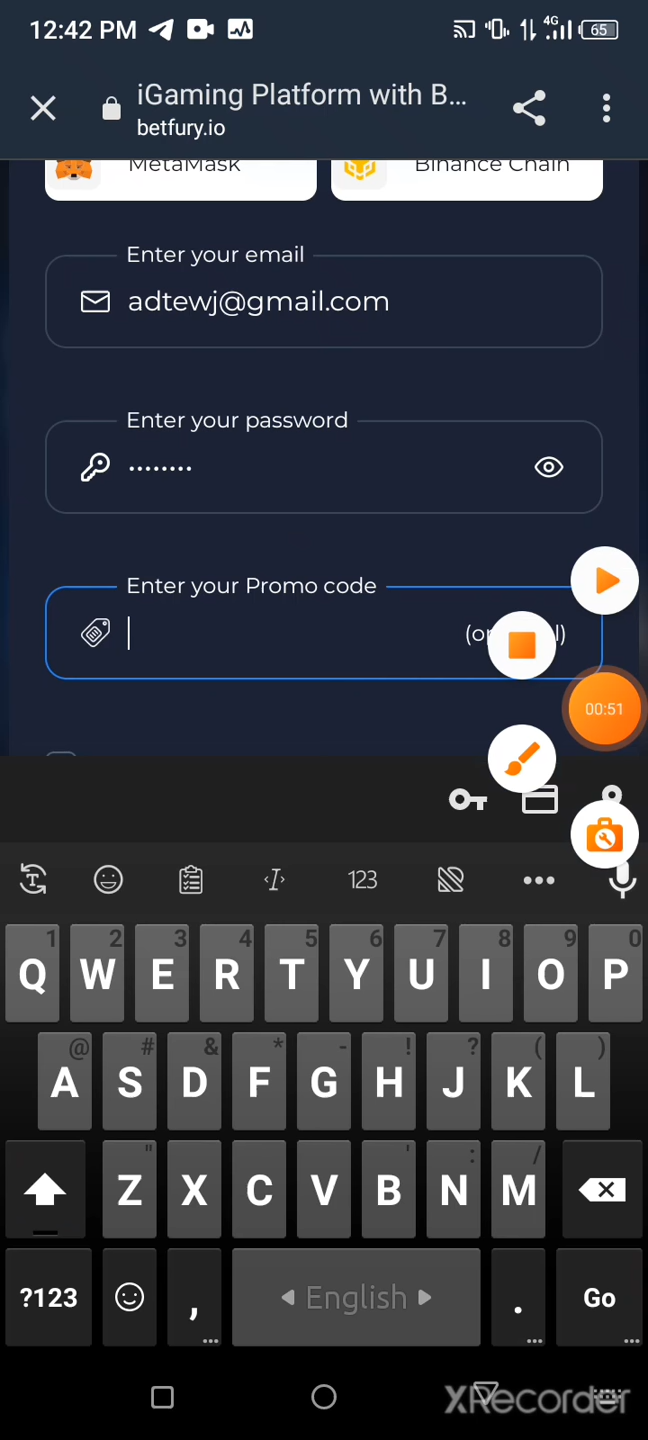 12:42 PM
4G
65
iGaming Platform with B...
betfury.io
MetaMask
Binance Chain
Enter your email
adtewj@gmail.com
Enter your password
••••••••
Enter your Promo code
00:51
123
1 2 3 4 5 6 7 8 9 0
Q W E R T Y U I O P
@ # & * - ! ? ( )
A S D F G H J K L
" ' : /
Z X C V B N M
?123 , English . Go
XRecorder